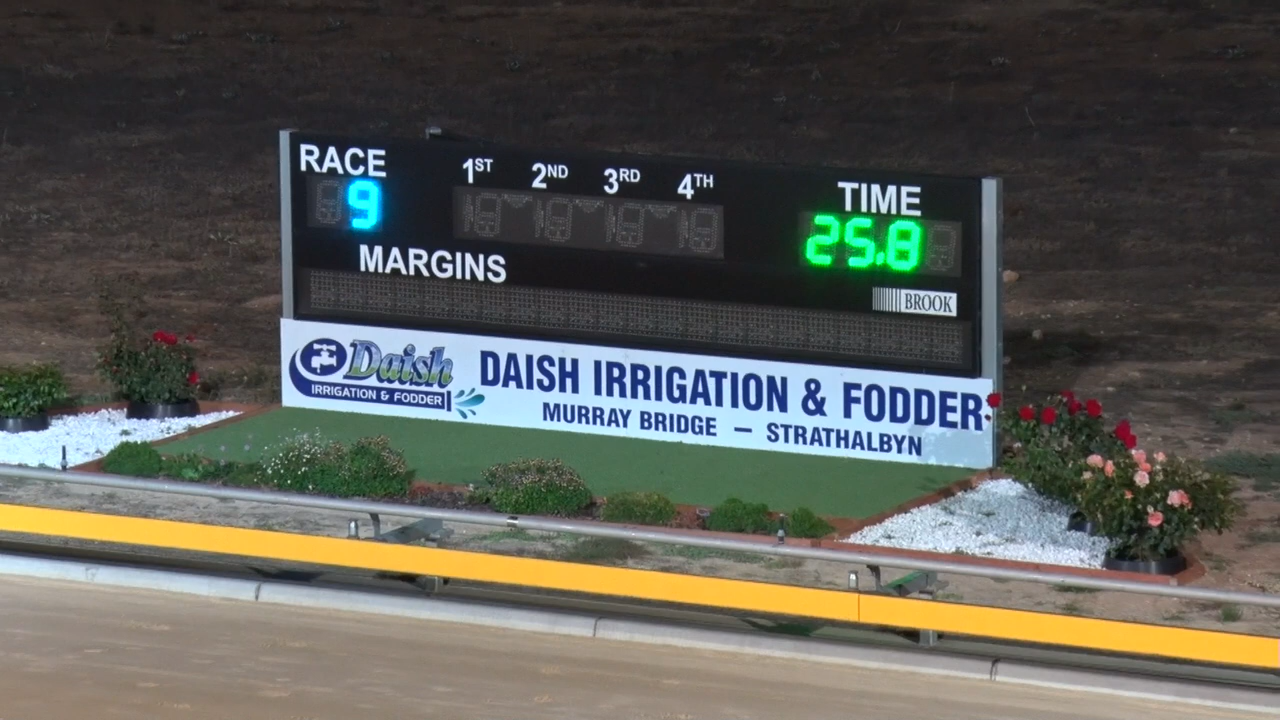 RACE 1ST 2ND 3RD 4TH TIME
9 25.8
MARGINS
BROOK
Daish
IRRIGATION & FODDER
DAISH IRRIGATION & FODDER
MURRAY BRIDGE – STRATHALBYN